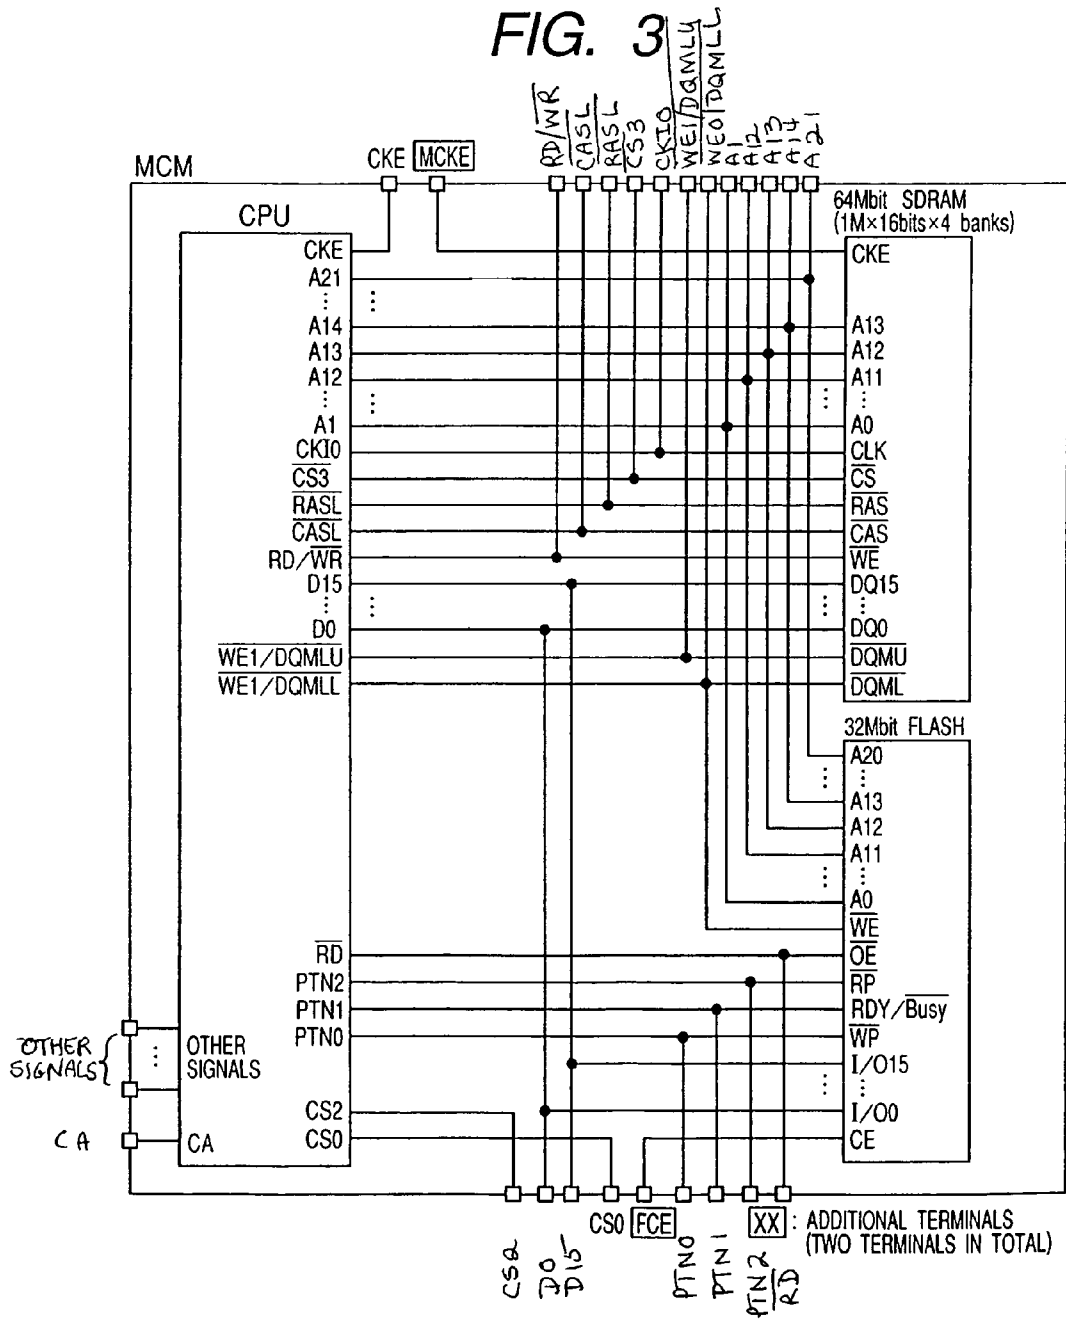 FIG. 3
RD/WR
CASL
RASL
CS3
CKI0
WE1/DQMLU
WE0/DQMLL
A1
A12
A13
A14
A21
CKE MCKE
MCM
64Mbit SDRAM
(1M×16bits×4 banks)
CPU
CKE CKE
A21
A14 A13
A13 A12
A12 A11
A1 A0
CKI0 CLK
CS3 CS
RASL RAS
CASL CAS
RD/WR WE
D15 DQ15
D0 DQ0
WE1/DQMLU DQMU
WE1/DQMLL DQML
32Mbit FLASH
A20
A13
A12
A11
A0
WE
RD OE
PTN2 RP
PTN1 RDY/Busy
PTN0 WP
OTHER
SIGNALS
OTHER
SIGNALS
I/O15
CS2 I/O0
CA CA CS0 CE
CS0 FCE XX : ADDITIONAL TERMINALS
(TWO TERMINALS IN TOTAL)
CS2
D0
D15
PTN0
PTN1
PTN2
RD